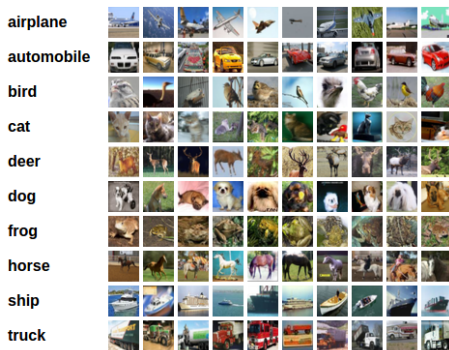 airplane
automobile
bird
cat
deer
dog
frog
horse
ship
truck